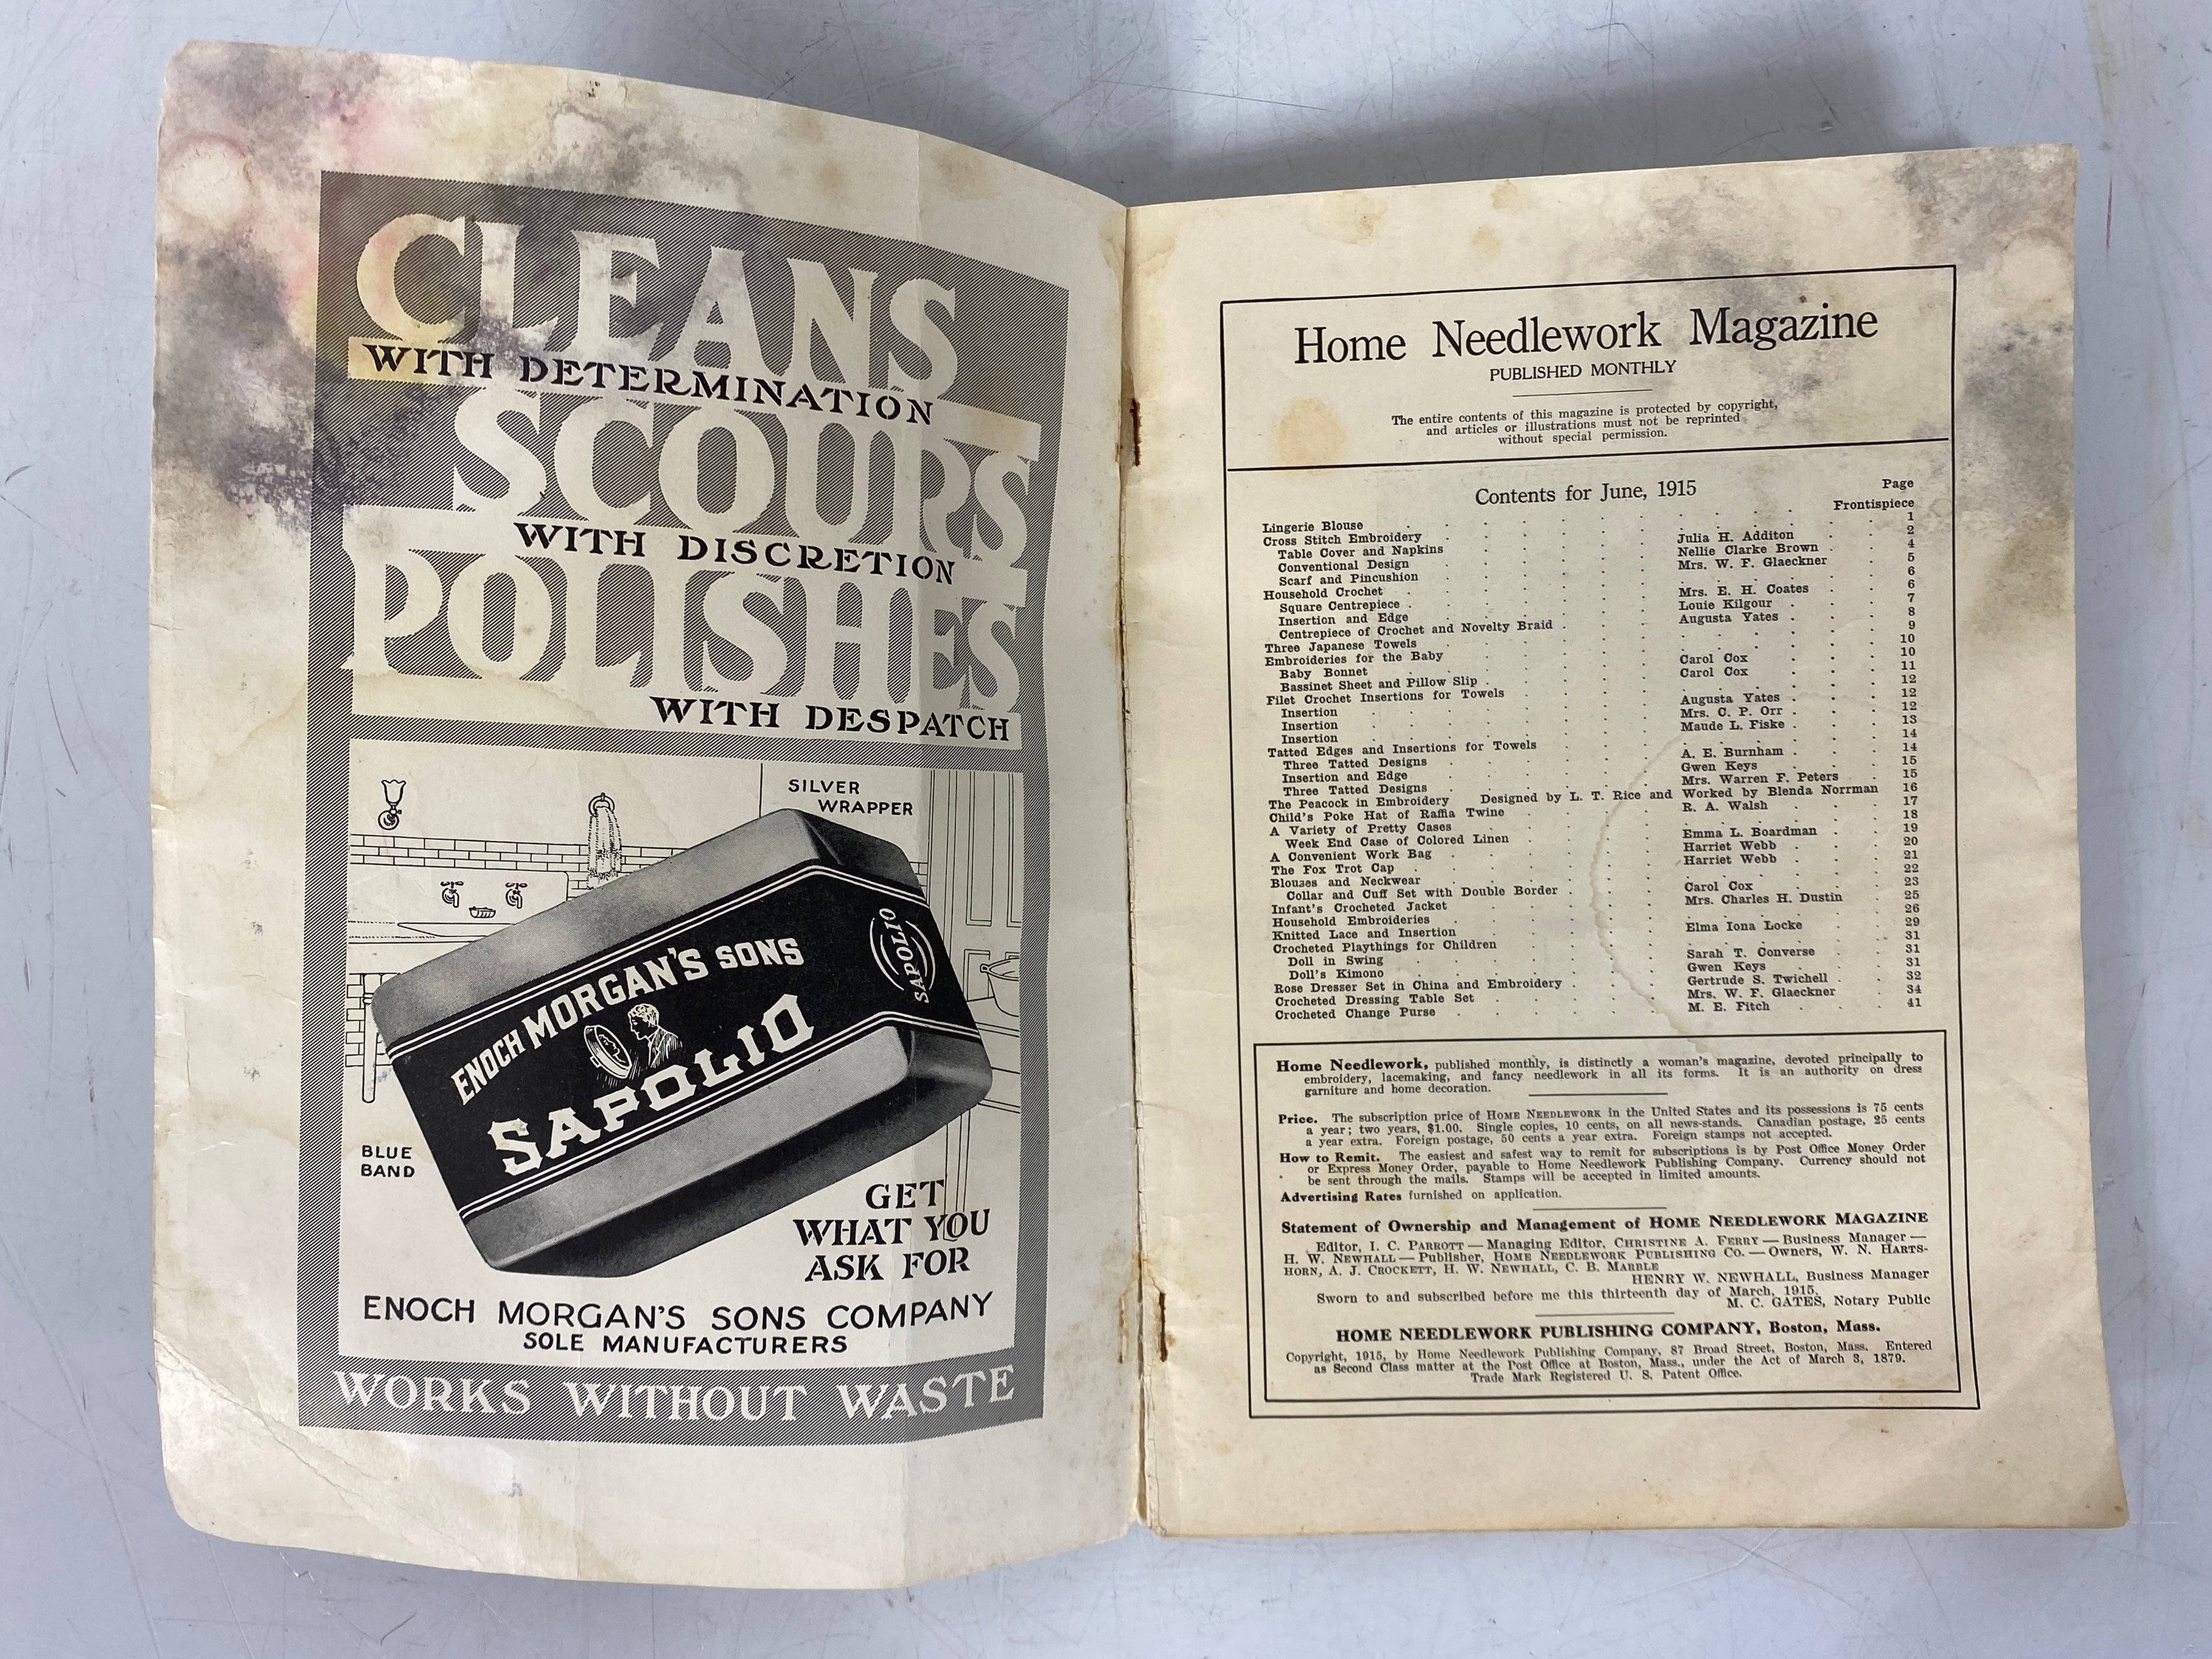 CLEANS
WITH DETERMINATION
SCOURS
WITH DISCRETION
POLISHES
WITH DESPATCH
SILVER
WRAPPER
ENOCH MORGAN'S SONS
SAPOLIO
SAPOLIO
BLUE
BAND
GET
WHAT YOU
ASK FOR
ENOCH MORGAN'S SONS COMPANY
SOLE MANUFACTURERS
WORKS WITHOUT WASTE
Home Needlework Magazine
PUBLISHED MONTHLY
The entire contents of this magazine is protected by copyright,
and articles or illustrations must not be reprinted
without special permission.
Contents for June, 1915
Page
Lingerie Blouse Frontispiece
Cross Stitch Embroidery 1
Table Cover and Napkins Julia H. Additon 2
Conventional Design Nellie Clarke Brown 4
Scarf and Pincushion Mrs. W. F. Glaeckner 5
Household Crochet 6
Square Centrepiece Mrs. E. H. Coates 6
Insertion and Edge Louie Kilgour 7
Centrepiece of Crochet and Novelty Braid Augusta Yates 8
Three Japanese Towels 9
Embroideries for the Baby 10
Baby Bonnet Carol Cox 10
Bassinet Sheet and Pillow Slip Carol Cox 11
Filet Crochet Insertions for Towels 12
Insertion Augusta Yates 12
Insertion Mrs. C. P. Orr 12
Insertion Maude L. Fiske 13
Tatted Edges and Insertions for Towels 14
Three Tatted Designs A. E. Burnham 14
Insertion and Edge Gwen Keys 15
Three Tatted Designs Mrs. Warren F. Peters 15
The Peacock in Embroidery Designed by L. T. Rice and Worked by Blenda Norrman 16
Child's Poke Hat of Raffia Twine R. A. Walsh 17
A Variety of Pretty Cases 18
Week End Case of Colored Linen Emma L. Boardman 19
A Convenient Work Bag Harriet Webb 20
The Fox Trot Cap Harriet Webb 21
Blouses and Neckwear 22
Collar and Cuff Set with Double Border Carol Cox 23
Infant's Crocheted Jacket Mrs. Charles H. Dustin 25
Household Embroideries 26
Knitted Lace and Insertion Elma Iona Locke 29
Crocheted Playthings for Children 31
Doll in Swing Sarah T. Converse 31
Doll's Kimono Gwen Keys 31
Rose Dresser Set in China and Embroidery Gertrude S. Twichell 32
Crocheted Dressing Table Set Mrs. W. F. Glaeckner 34
Crocheted Change Purse M. E. Fitch 41
Home Needlework, published monthly, is distinctly a woman's magazine, devoted principally to
embroidery, lacemaking, and fancy needlework in all its forms. It is an authority on dress
garniture and home decoration.
Price. The subscription price of HOME NEEDLEWORK in the United States and its possessions is 75 cents
a year; two years, $1.00. Single copies, 10 cents, on all news-stands. Canadian postage, 25 cents
a year extra. Foreign postage, 50 cents a year extra. Foreign stamps not accepted.
How to Remit. The easiest and safest way to remit for subscriptions is by Post Office Money Order
or Express Money Order, payable to Home Needlework Publishing Company. Currency should not
be sent through the mails. Stamps will be accepted in limited amounts.
Advertising Rates furnished on application.
Statement of Ownership and Management of HOME NEEDLEWORK MAGAZINE
Editor, I. C. PARROTT — Managing Editor, CHRISTINE A. FERRY — Business Manager —
H. W. NEWHALL — Publisher, HOME NEEDLEWORK PUBLISHING CO. — Owners, W. N. HARTS-
HORN, A. J. CROCKETT, H. W. NEWHALL, C. B. MARBLE
HENRY W. NEWHALL, Business Manager
Sworn to and subscribed before me this thirteenth day of March, 1915.
M. C. GATES, Notary Public
HOME NEEDLEWORK PUBLISHING COMPANY, Boston, Mass.
Copyright, 1915, by Home Needlework Publishing Company, 87 Broad Street, Boston, Mass. Entered
as Second Class matter at the Post Office at Boston, Mass., under the Act of March 3, 1879.
Trade Mark Registered U. S. Patent Office.